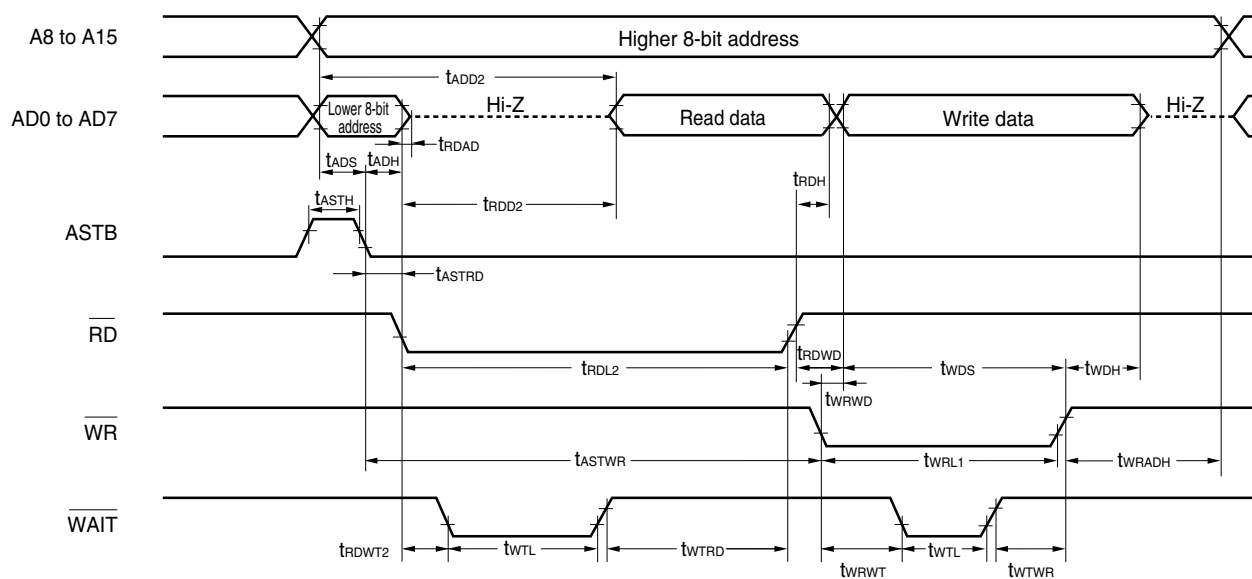 A8 to A15
Higher 8-bit address
tADD2
AD0 to AD7
Lower 8-bit
address
Hi-Z
Read data
Write data
Hi-Z
tRDAD
tADS
tADH
tRDH
tASTH
tRDD2
ASTB
tASTRD
RD
tRDWD
tRDL2
tWDS
tWDH
tWRWD
WR
tASTWR
tWRL1
tWRADH
WAIT
tRDWT2
tWTL
tWTRD
tWRWT
tWTL
tWTWR